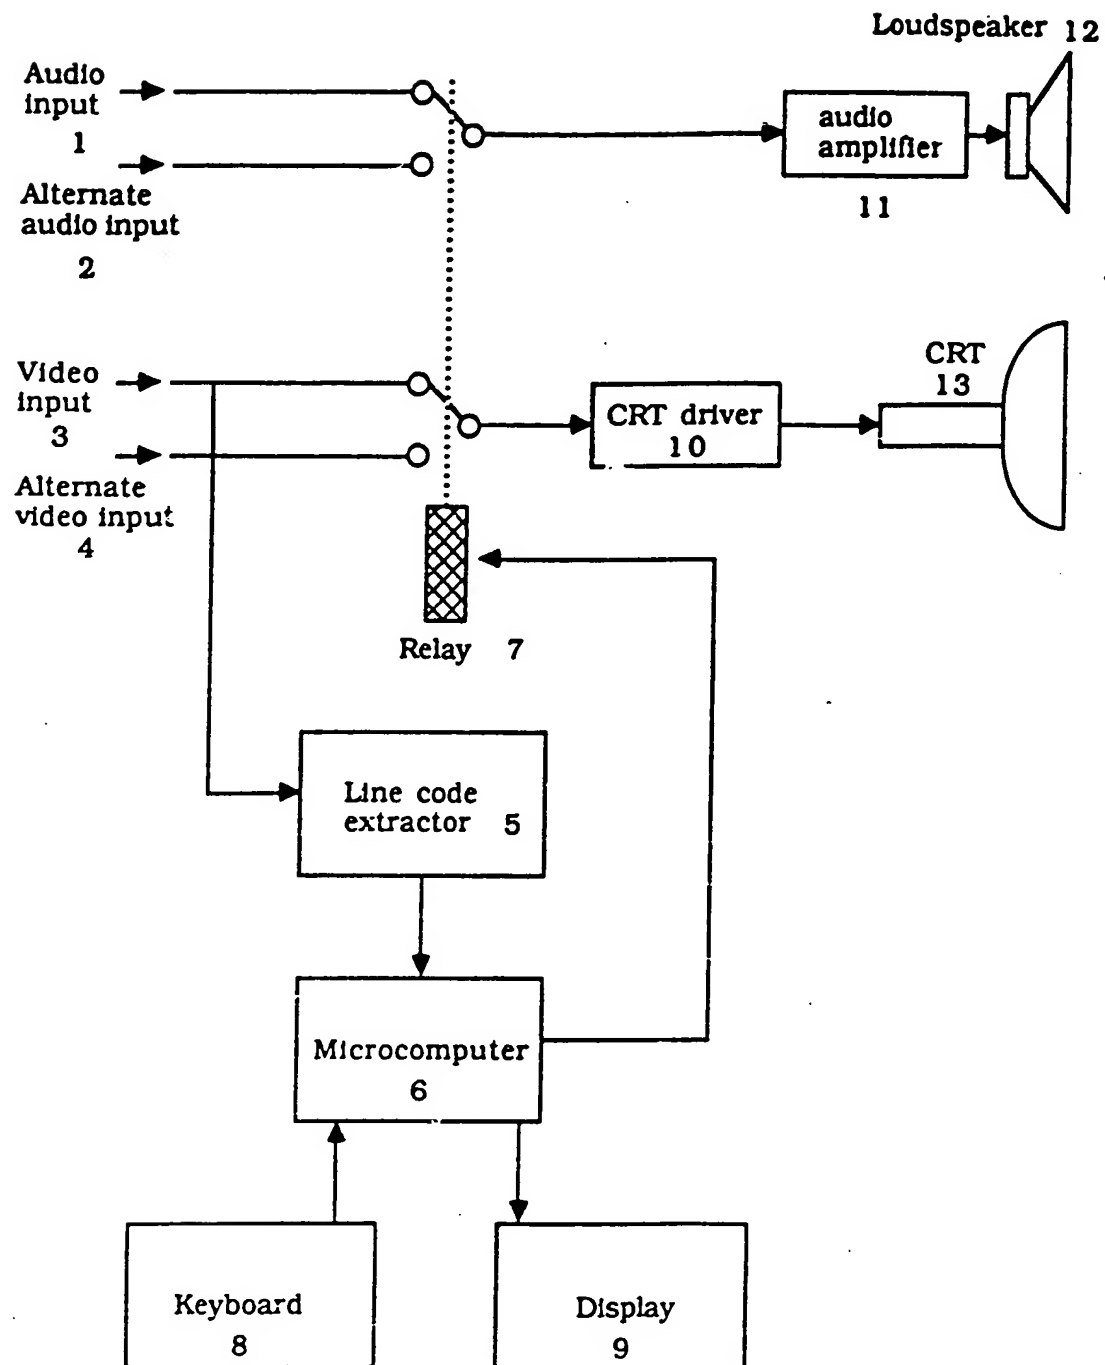 Loudspeaker 12
Audio
input
1
audio
amplifier
11
Alternate
audio input
2
Video
input
3
CRT
13
CRT driver
10
Alternate
video input
4
Relay 7
Line code
extractor 5
Microcomputer
6
Keyboard
8
Display
9